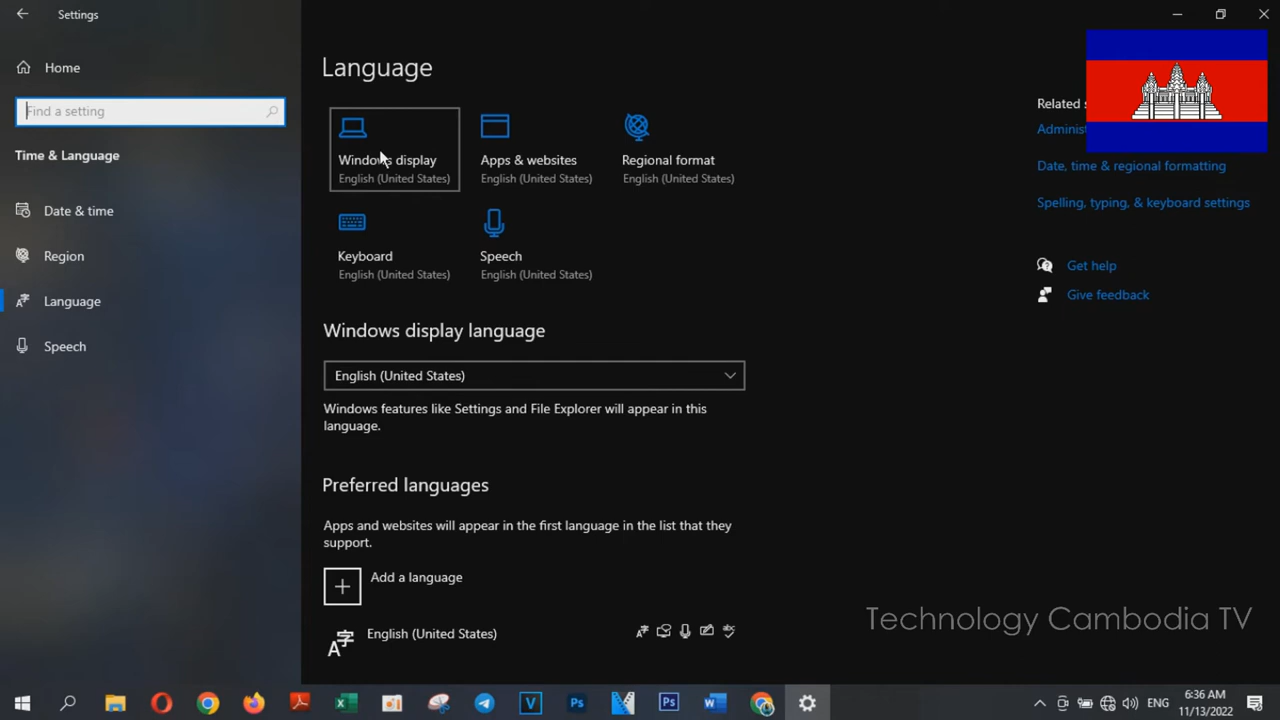 Settings
Home
Find a setting
Time & Language
Date & time
Region
Language
Speech
Language
Windows display
English (United States)
Apps & websites
English (United States)
Regional format
English (United States)
Keyboard
English (United States)
Speech
English (United States)
Windows display language
English (United States)
Windows features like Settings and File Explorer will appear in this
language.
Preferred languages
Apps and websites will appear in the first language in the list that they
support.
Add a language
English (United States)
Related s
Administ
Date, time & regional formatting
Spelling, typing, & keyboard settings
Get help
Give feedback
Technology Cambodia TV
ENG
6:36 AM
11/13/2022